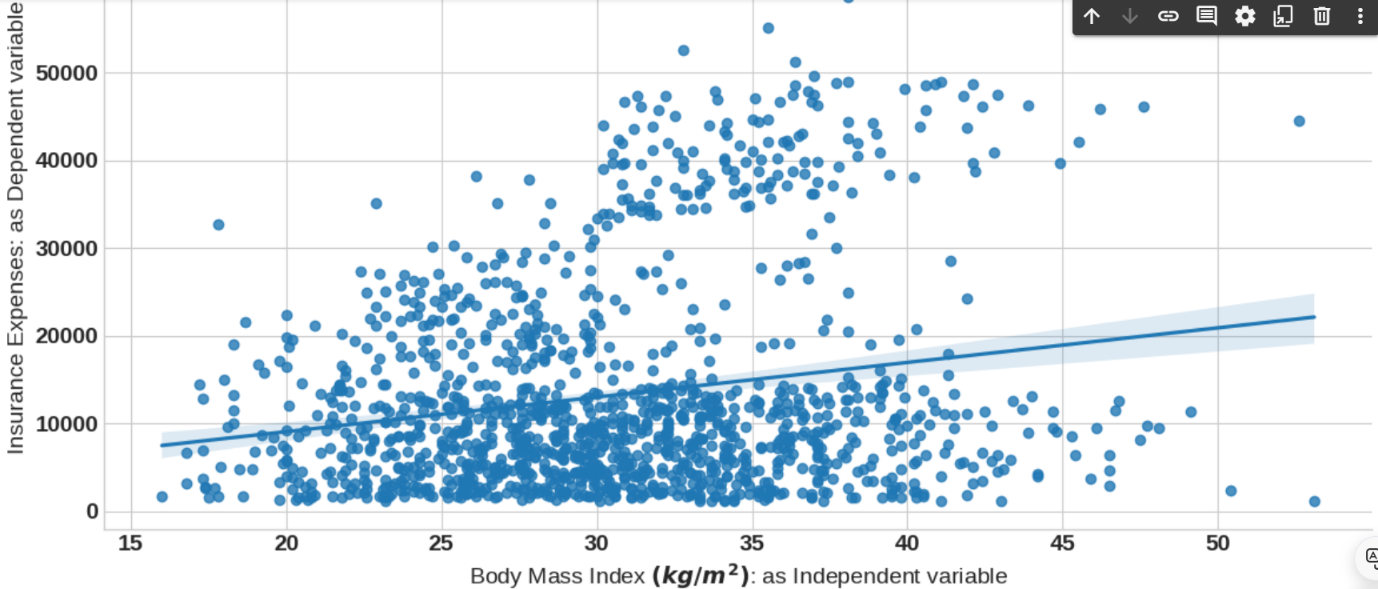 Insurance Expenses: as Dependent variable
50000
40000
30000
20000
10000
0
15 20 25 30 35 40 45 50
Body Mass Index (kg/m²): as Independent variable
A